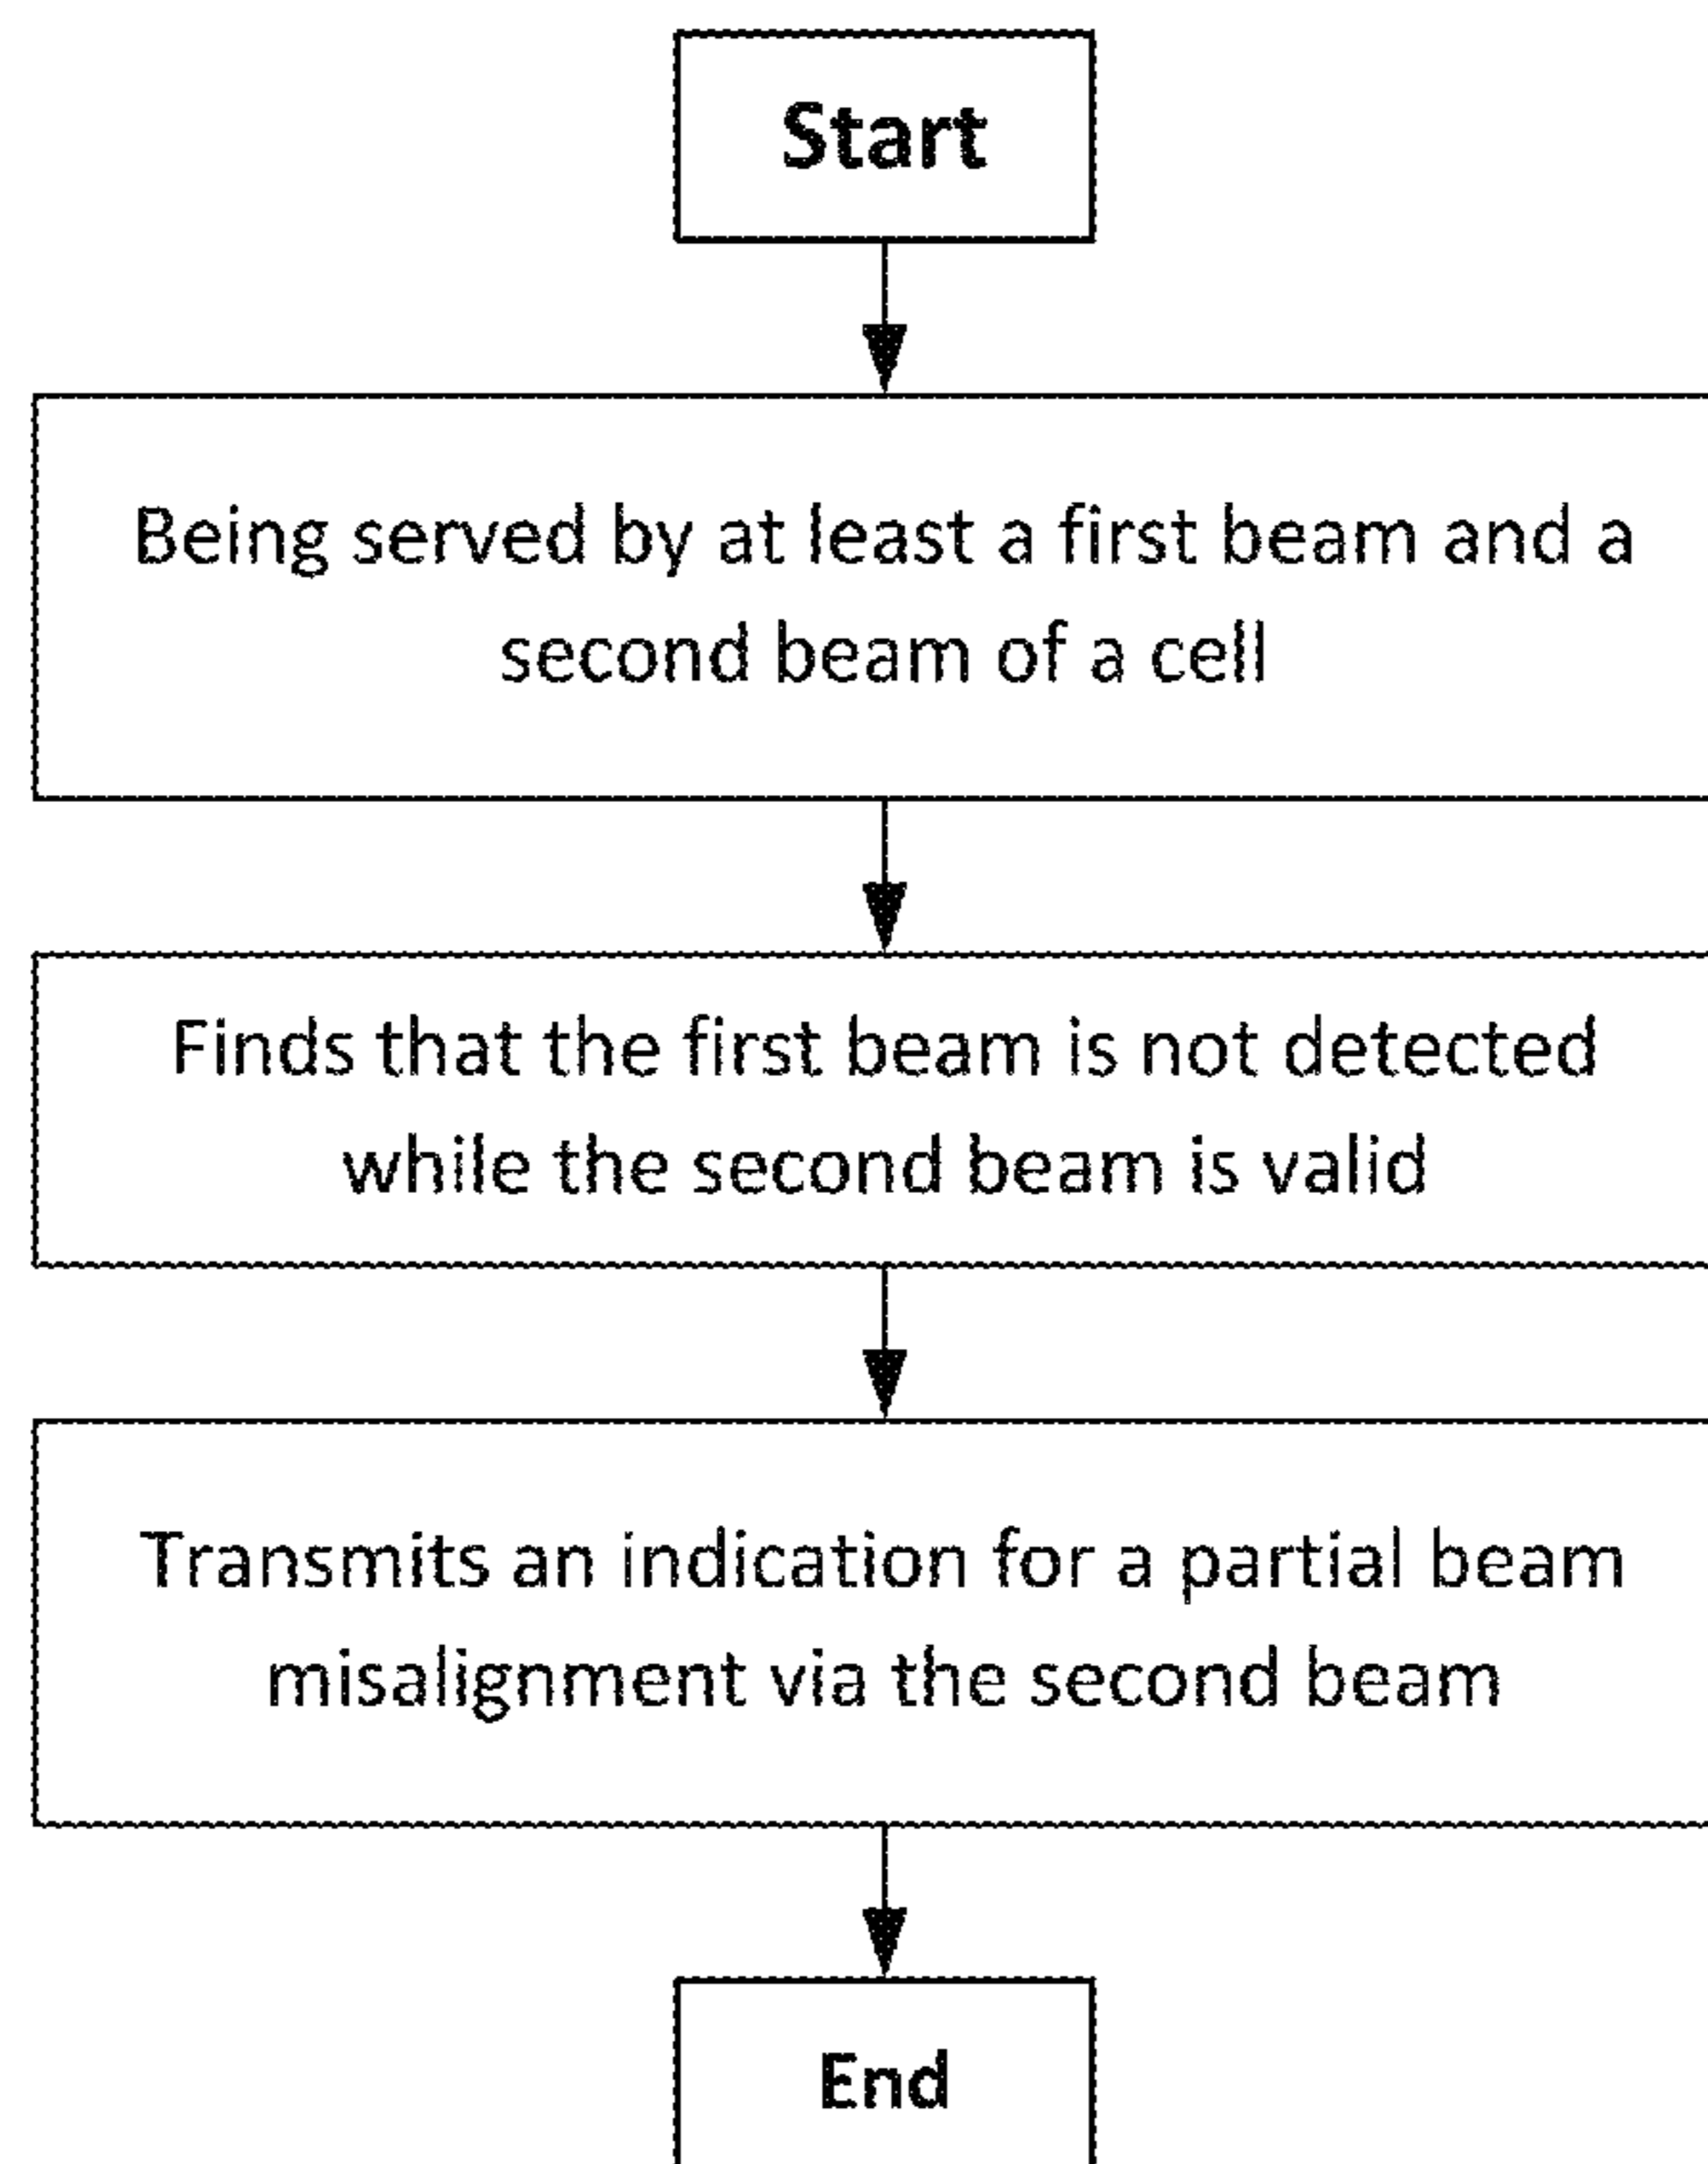 Start
Being served by at least a first beam and a
second beam of a cell
Finds that the first beam is not detected
while the second beam is valid
Transmits an indication for a partial beam
misalignment via the second beam
End